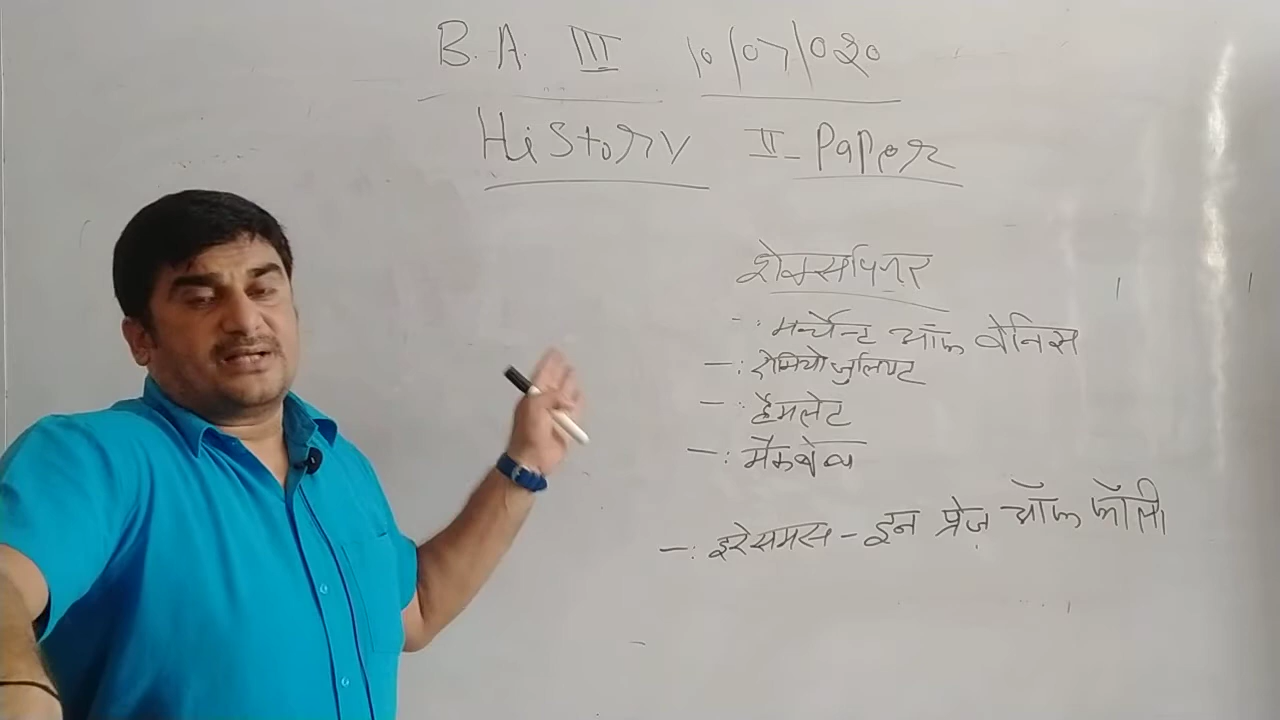 B.A. III 10/07/020
History II - Paper
शेक्सपियर
-: मर्चेन्ट ऑफ वेनिस
-: रोमियो जुलियट
-: हैमलेट
-: मैकबेथ
-: इरेसमस - इन प्रेज़ ऑफ फॉली